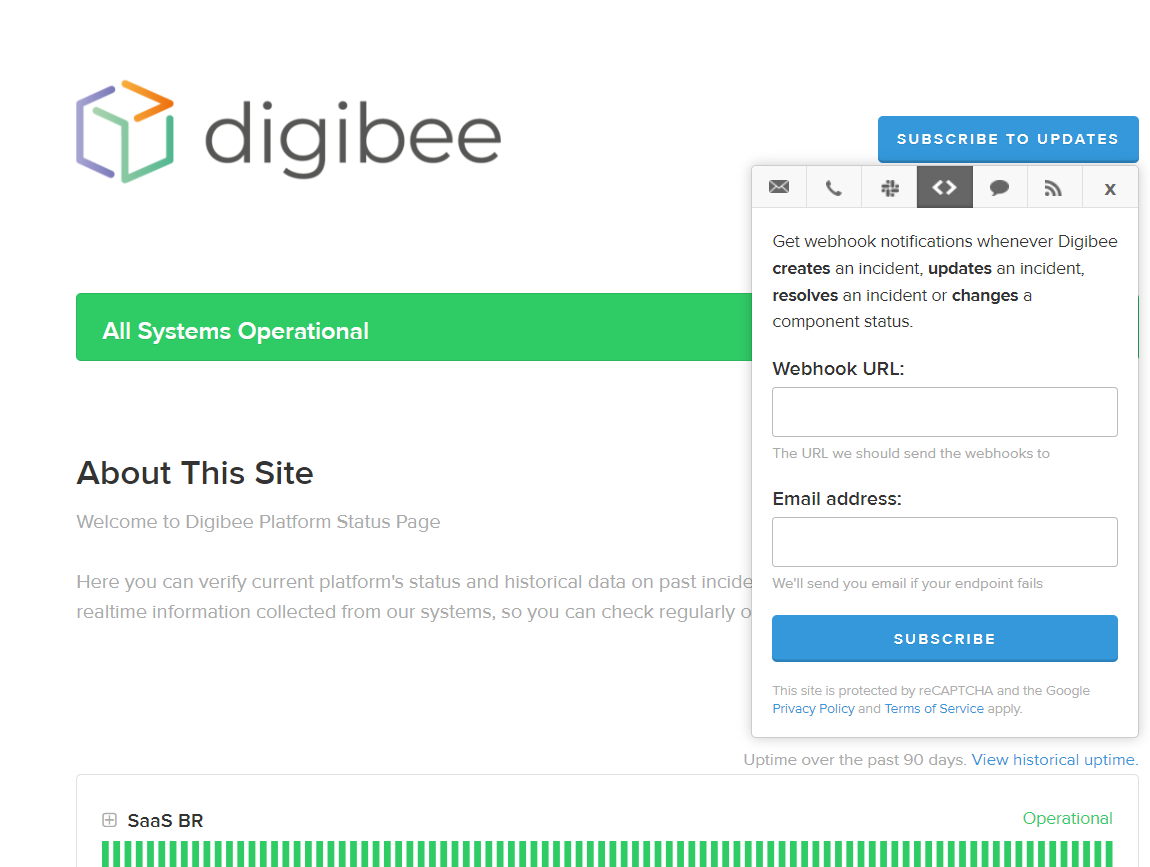 digibee
SUBSCRIBE TO UPDATES
x
Get webhook notifications whenever Digibee
creates an incident, updates an incident,
resolves an incident or changes a
component status.
All Systems Operational
Webhook URL:
The URL we should send the webhooks to
About This Site
Email address:
Welcome to Digibee Platform Status Page
Here you can verify current platform's status and historical data on past incide
We'll send you email if your endpoint fails
realtime information collected from our systems, so you can check regularly o
SUBSCRIBE
This site is protected by reCAPTCHA and the Google
Privacy Policy and Terms of Service apply.
Uptime over the past 90 days. View historical uptime.
SaaS BR
Operational